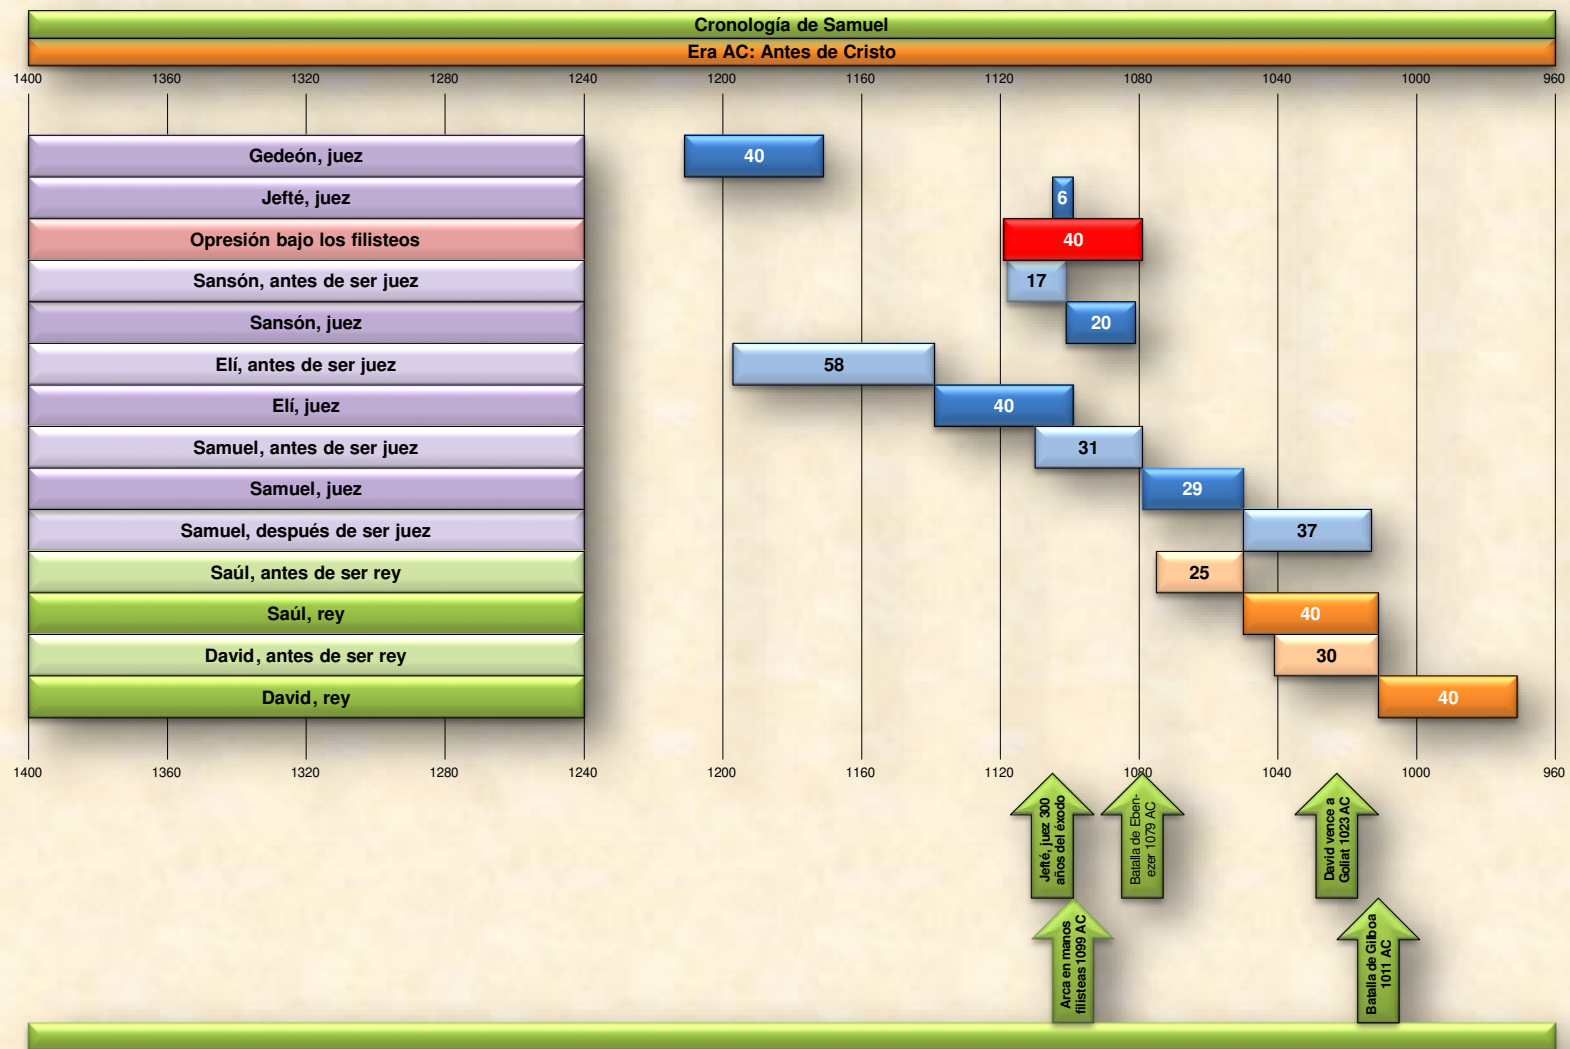 Cronología de Samuel
Era AC: Antes de Cristo
1400 1360 1320 1280 1240 1200 1160 1120 1080 1040 1000 960
Gedeón, juez 40
Jefté, juez 6
Opresión bajo los filisteos 40
Sansón, antes de ser juez 17
Sansón, juez 20
Elí, antes de ser juez 58
Elí, juez 40
Samuel, antes de ser juez 31
Samuel, juez 29
Samuel, después de ser juez 37
Saúl, antes de ser rey 25
Saúl, rey 40
David, antes de ser rey 30
David, rey 40
1400 1360 1320 1280 1240 1200 1160 1120 1080 1040 1000 960
Jefté, juez 300
años del éxodo
Batalla de Eben-
ezer 1079 AC
David vence a
Goliat 1023 AC
Arca en manos
filisteas 1099 AC
Batalla de Gilboa
1011 AC